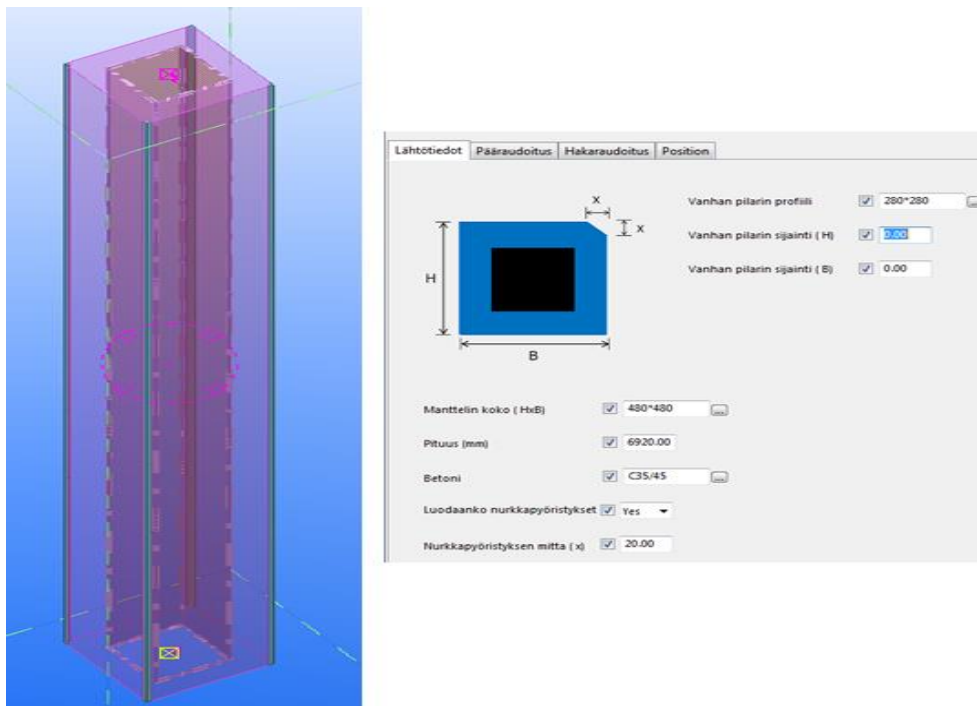 Lähtötiedot Pääraudoitus Hakaraudoitus Position
x
x
H
B
Vanhan pilarin profiili 280*280 ...
Vanhan pilarin sijainti ( H) 0.00
Vanhan pilarin sijainti ( B) 0.00
Manttelin koko ( HxB) 480*480 ...
Pituus (mm) 6920.00
Betoni C35/45 ...
Luodaanko nurkkapyöristykset Yes
Nurkkapyöristyksen mitta ( x) 20.00